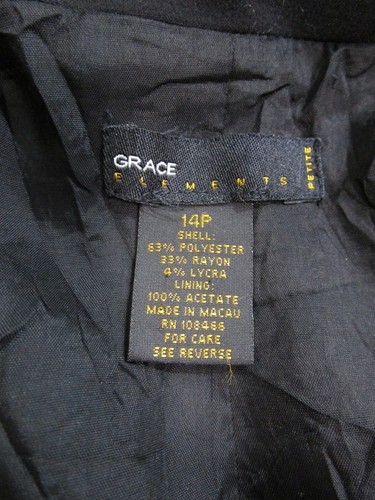 GRACE
ELEMENTS
PETITE
14P
SHELL:
63% POLYESTER
33% RAYON
4% LYCRA
LINING:
100% ACETATE
MADE IN MACAU
RN 108466
FOR CARE
SEE REVERSE